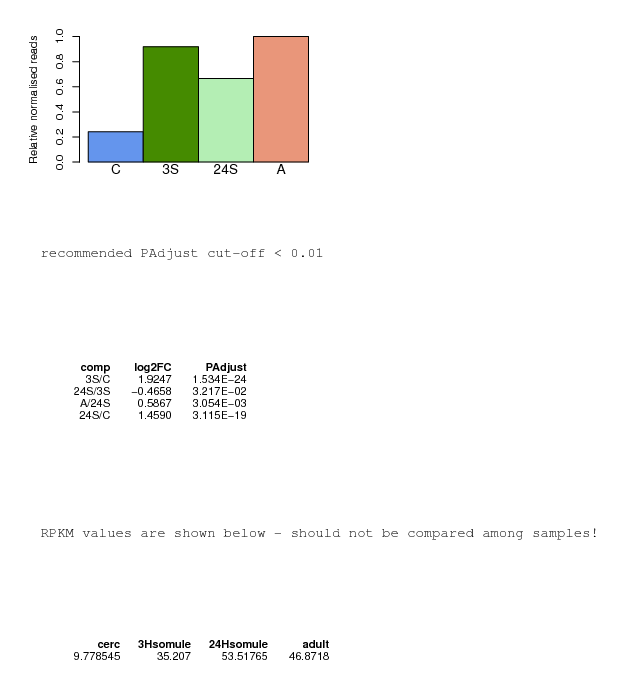 Relative normalised reads
1.0
0.8
0.6
0.4
0.2
0.0
C 3S 24S A
recommended PAdjust cut-off < 0.01
comp log2FC PAdjust
3S/C 1.9247 1.534E−24
24S/3S −0.4658 3.217E−02
A/24S 0.5867 3.054E−03
24S/C 1.4590 3.115E−19
RPKM values are shown below - should not be compared among samples!
cerc 3Hsomule 24Hsomule adult
9.778545 35.207 53.51765 46.8718